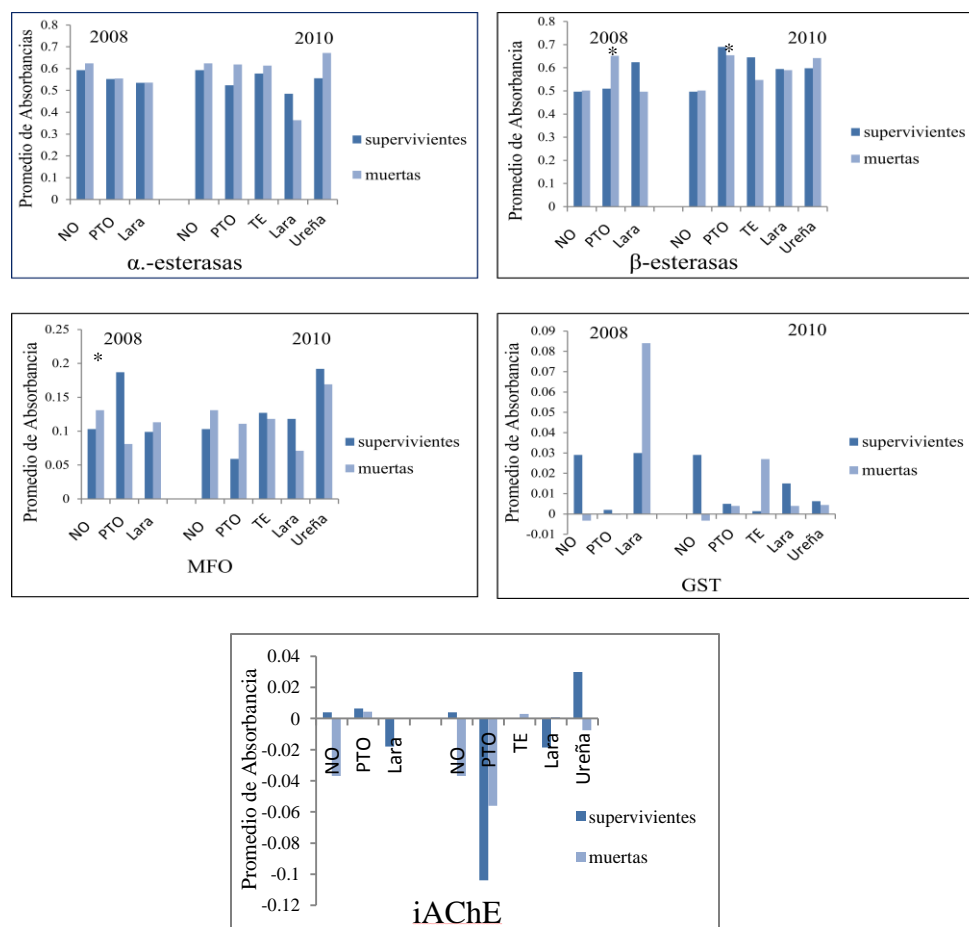 Promedio de Absorbancias
2008
2010
0.8
0.7
0.6
0.5
0.4
0.3
0.2
0.1
0
supervivientes
muertas
NO
PTO
Lara
NO
PTO
TE
Lara
Ureña
α.-esterasas
Promedio de Absorbancia
2008
2010
0.8
0.7
0.6
0.5
0.4
0.3
0.2
0.1
0
*
*
supervivientes
muertas
NO
PTO
Lara
NO
PTO
TE
Lara
Ureña
β-esterasas
Promedio de Absorbancia
2008
2010
0.25
0.2
0.15
0.1
0.05
0
*
supervivientes
muertas
NO
PTO
Lara
NO
PTO
TE
Lara
Ureña
MFO
Promedio de Absorbancia
2008
2010
0.09
0.08
0.07
0.06
0.05
0.04
0.03
0.02
0.01
0
-0.01
supervivientes
muertas
NO
PTO
Lara
NO
PTO
TE
Lara
Ureña
GST
Promedio de Absorbancia
0.04
0.02
0
-0.02
-0.04
-0.06
-0.08
-0.1
-0.12
NO
PTO
Lara
NO
PTO
TE
Lara
Ureña
supervivientes
muertas
iAChE